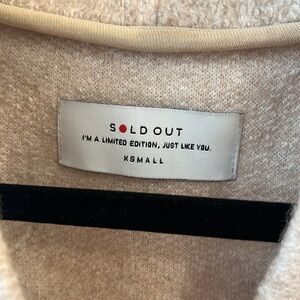 SOLD OUT
I'M A LIMITED EDITION, JUST LIKE YOU.
XSMALL